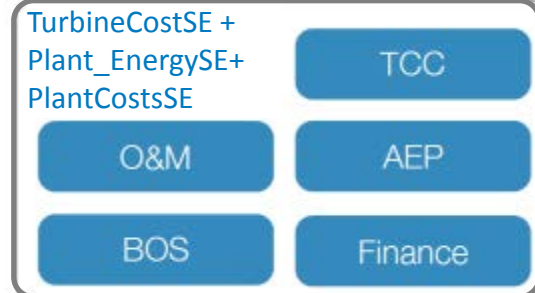 TurbineCostSE +
Plant_EnergySE+
PlantCostsSE
TCC
O&M
AEP
BOS
Finance